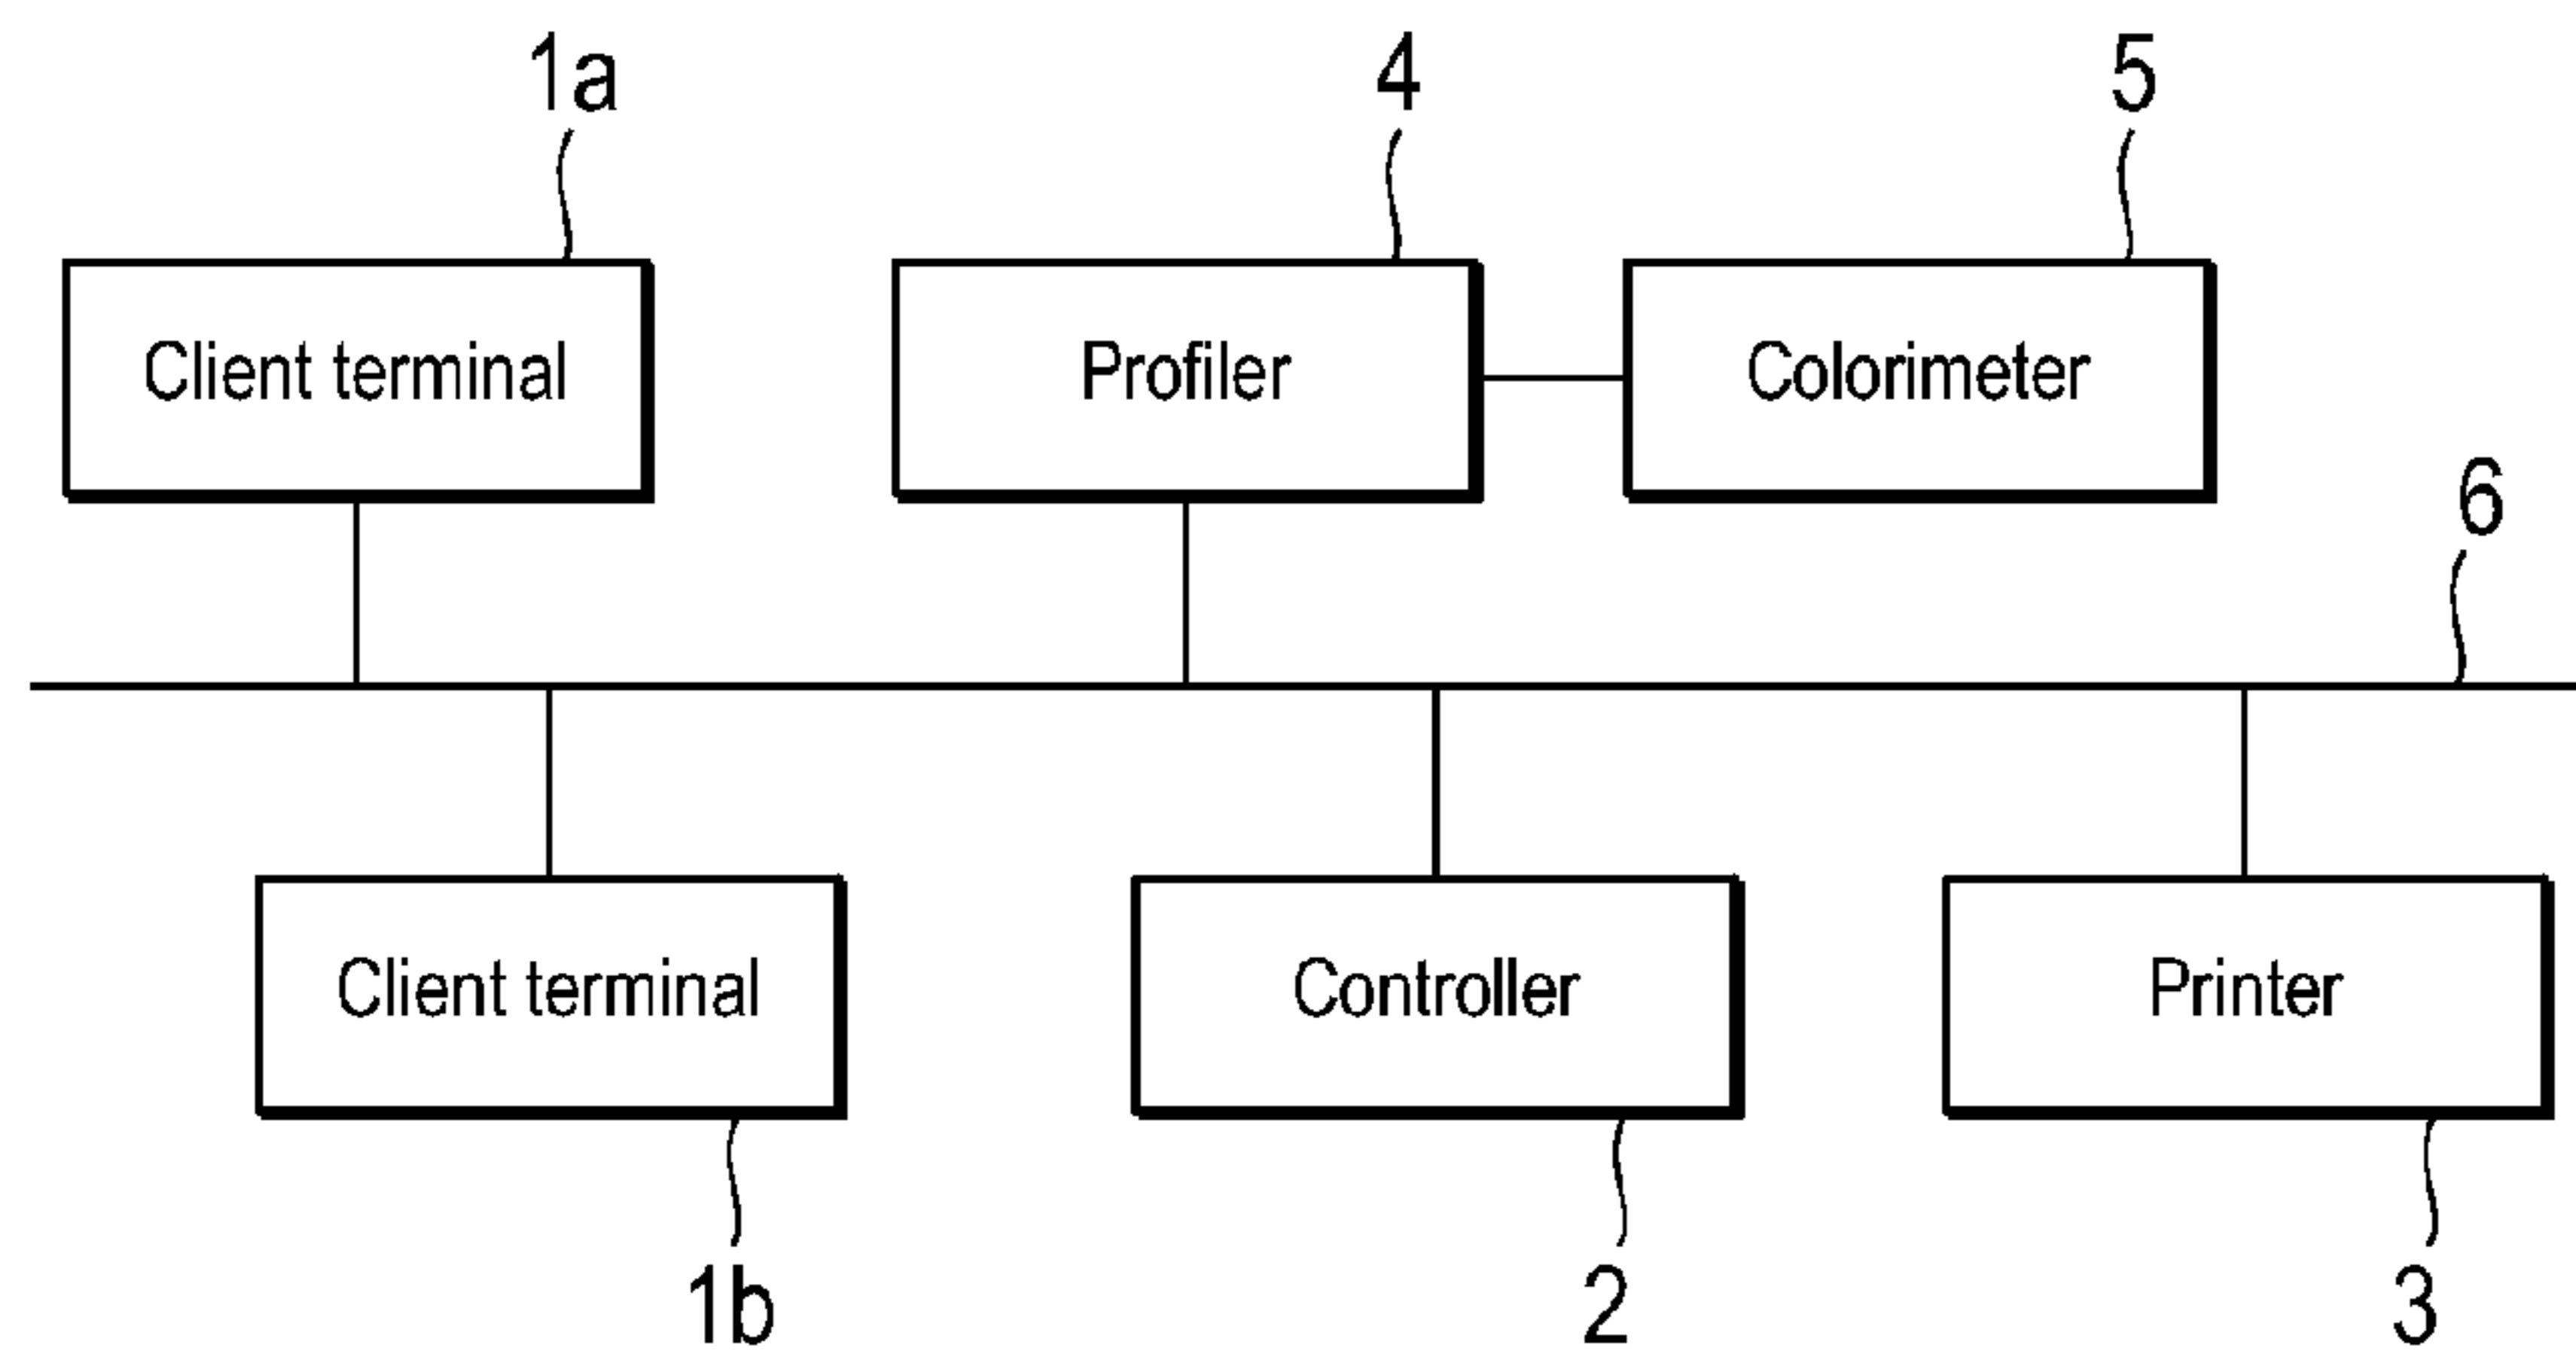 1a
4
5
Client terminal
Profiler
Colorimeter
6
Client terminal
Controller
Printer
1b
2
3